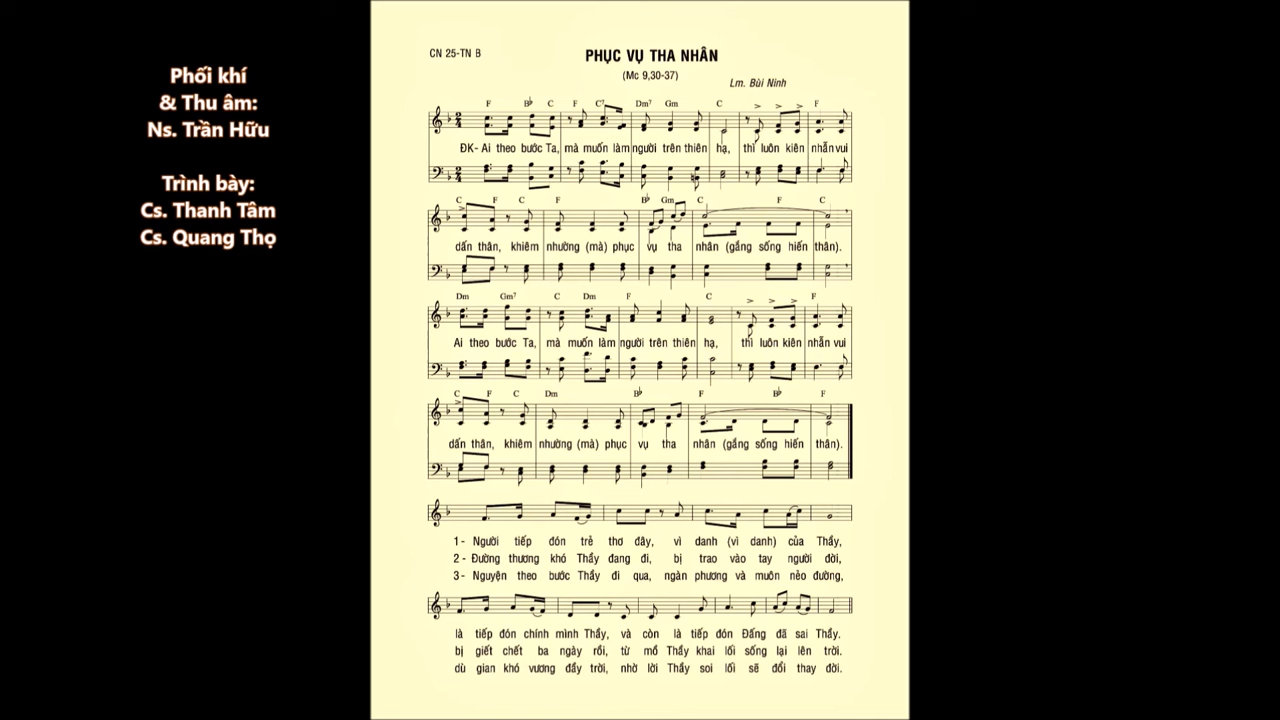 Phối khí
& Thu âm:
Ns. Trần Hữu
Trình bày:
Cs. Thanh Tâm
Cs. Quang Thọ
CN 25-TN B
PHỤC VỤ THA NHÂN
(Mc 9,30-37)
Lm. Bùi Ninh
F B♭ C F C7 Dm7 Gm C F
ĐK- Ai theo bước Ta, mà muốn làm người trên thiên hạ, thì luôn kiên nhẫn vui
C F C F B♭ Gm C F C
dấn thân, khiêm nhường (mà) phục vụ tha nhân (gắng sống hiến thân).
Dm Gm7 C Dm F C F
Ai theo bước Ta, mà muốn làm người trên thiên hạ, thì luôn kiên nhẫn vui
C F C Dm B♭ F B♭ F
dấn thân, khiêm nhường (mà) phục vụ tha nhân (gắng sống hiến thân).
1- Người tiếp đón trẻ thơ đây, vì danh (vì danh) của Thầy,
2- Đường thương khó Thầy đang đi, bị trao vào tay người đời,
3- Nguyện theo bước Thầy đi qua, ngàn phương và muôn nẻo đường,
là tiếp đón chính mình Thầy, và còn là tiếp đón Đấng đã sai Thầy.
bị giết chết ba ngày rồi, từ mồ Thầy khai lối sống lại lên trời.
dù gian khó vương đầy trời, nhờ lời Thầy soi lối sẽ đổi thay đời.